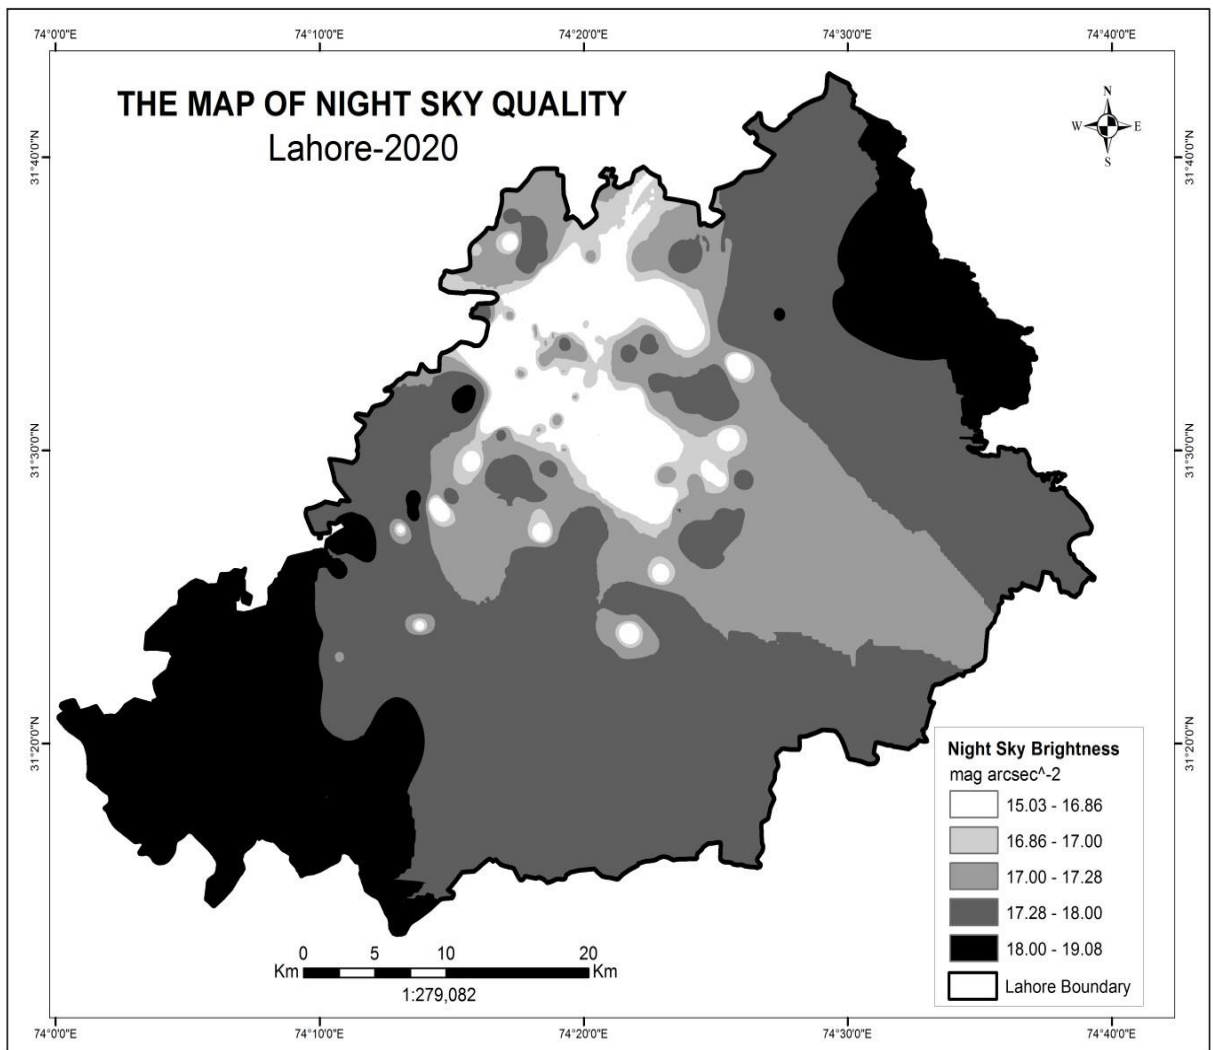 74°0'0"E 74°10'0"E 74°20'0"E 74°30'0"E 74°40'0"E
THE MAP OF NIGHT SKY QUALITY
Lahore-2020
N
W E
S
31°40'0"N 31°40'0"N
31°30'0"N 31°30'0"N
31°20'0"N 31°20'0"N
Night Sky Brightness
mag arcsec^-2
15.03 - 16.86
16.86 - 17.00
17.00 - 17.28
17.28 - 18.00
18.00 - 19.08
Lahore Boundary
0 5 10 20
Km Km
1:279,082
74°0'0"E 74°10'0"E 74°20'0"E 74°30'0"E 74°40'0"E